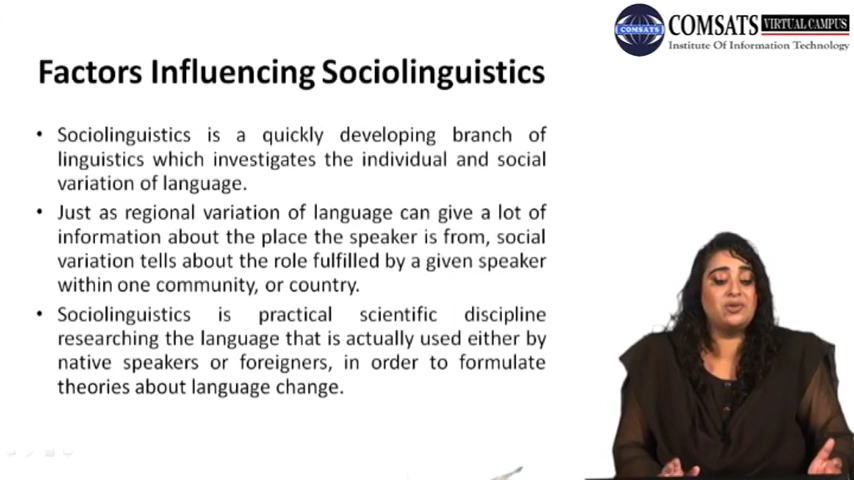 COMSATS VIRTUAL CAMPUS
COMSATS
Institute Of Information Technology
Factors Influencing Sociolinguistics
• Sociolinguistics is a quickly developing branch of
linguistics which investigates the individual and social
variation of language.
• Just as regional variation of language can give a lot of
information about the place the speaker is from, social
variation tells about the role fulfilled by a given speaker
within one community, or country.
• Sociolinguistics is practical scientific discipline
researching the language that is actually used either by
native speakers or foreigners, in order to formulate
theories about language change.